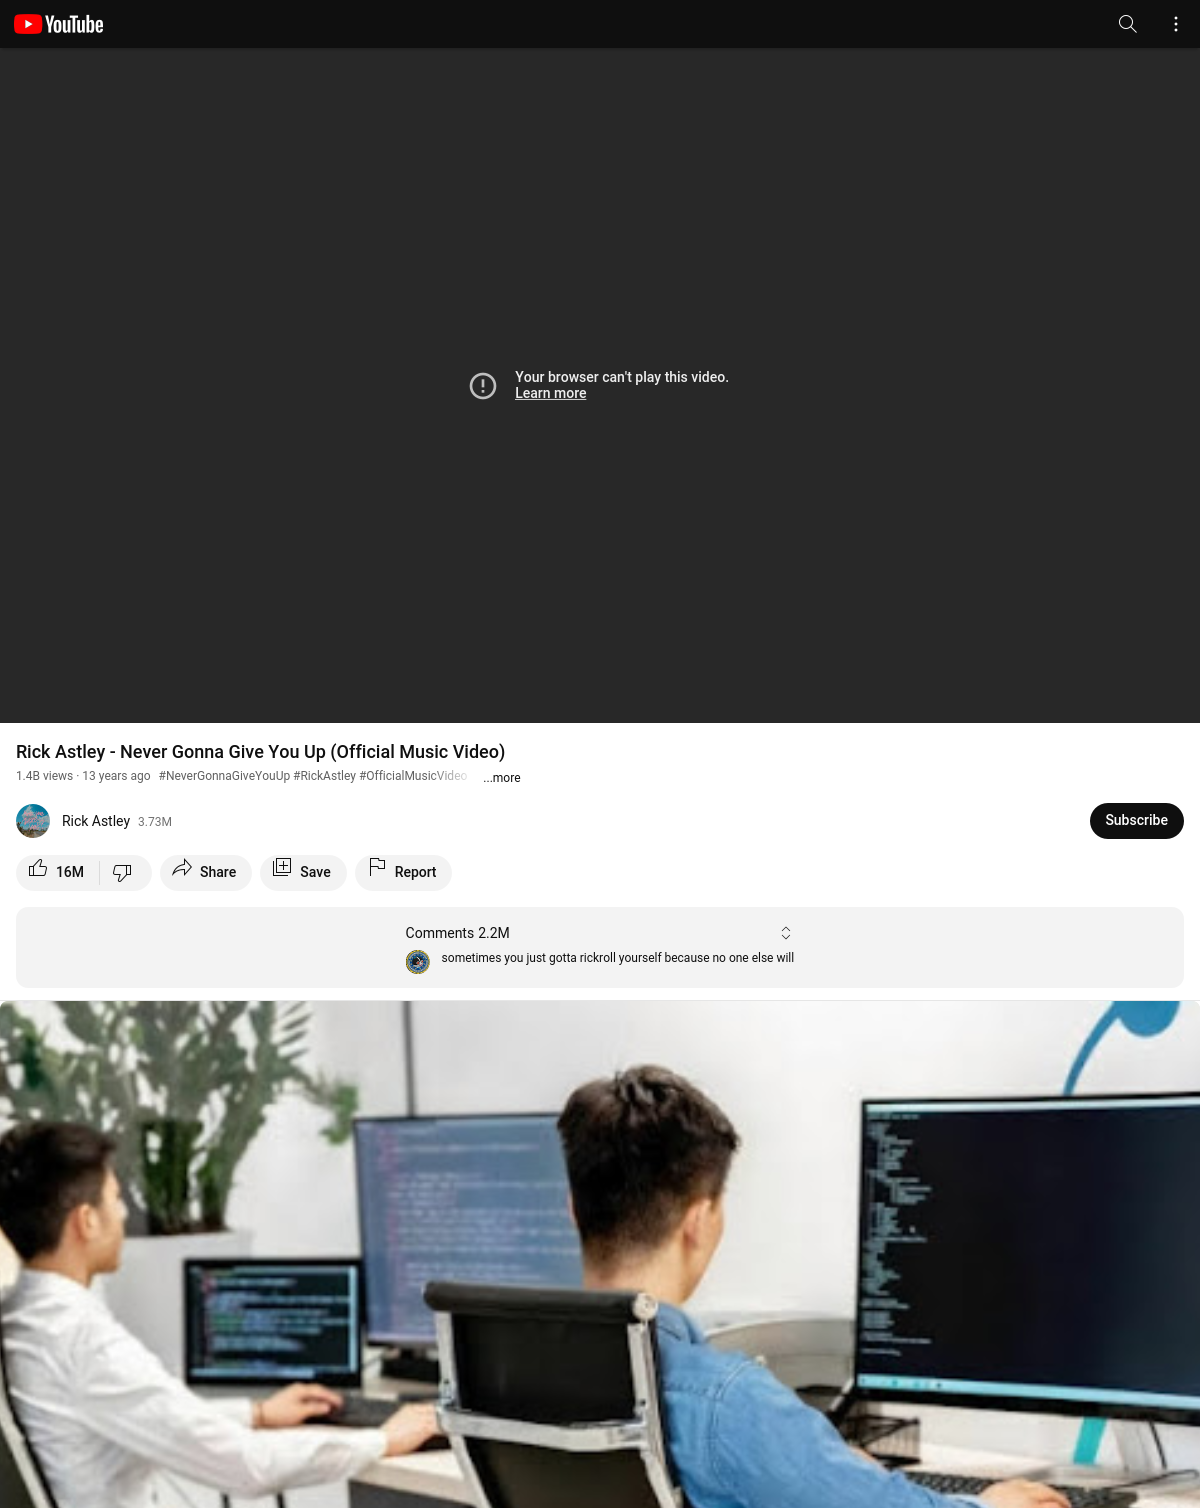 YouTube
Your browser can't play this video.
Learn more
Rick Astley - Never Gonna Give You Up (Official Music Video)
1.4B views · 13 years ago #NeverGonnaGiveYouUp #RickAstley #OfficialMusicVideo ...more
Rick Astley 3.73M
Subscribe
16M
Share
Save
Report
Comments 2.2M
sometimes you just gotta rickroll yourself because no one else will